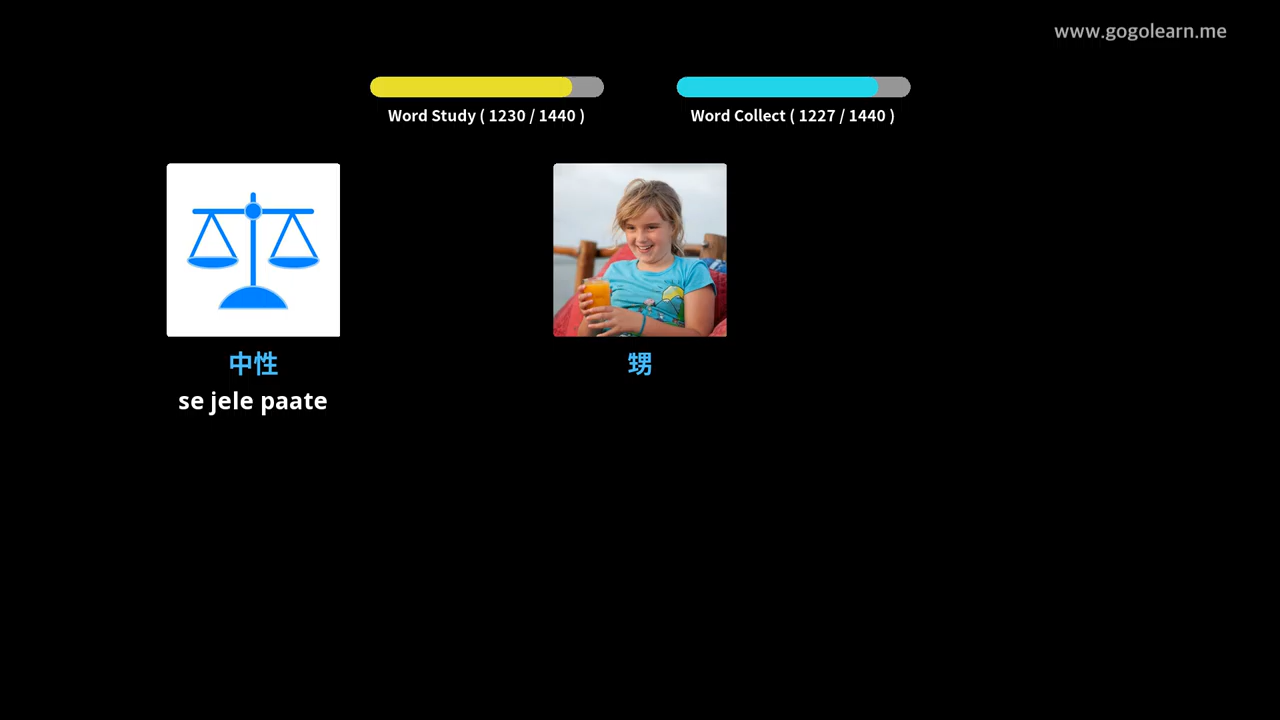 www.gogolearn.me
Word Study ( 1230 / 1440 )
Word Collect ( 1227 / 1440 )
中性
se jele paate
甥